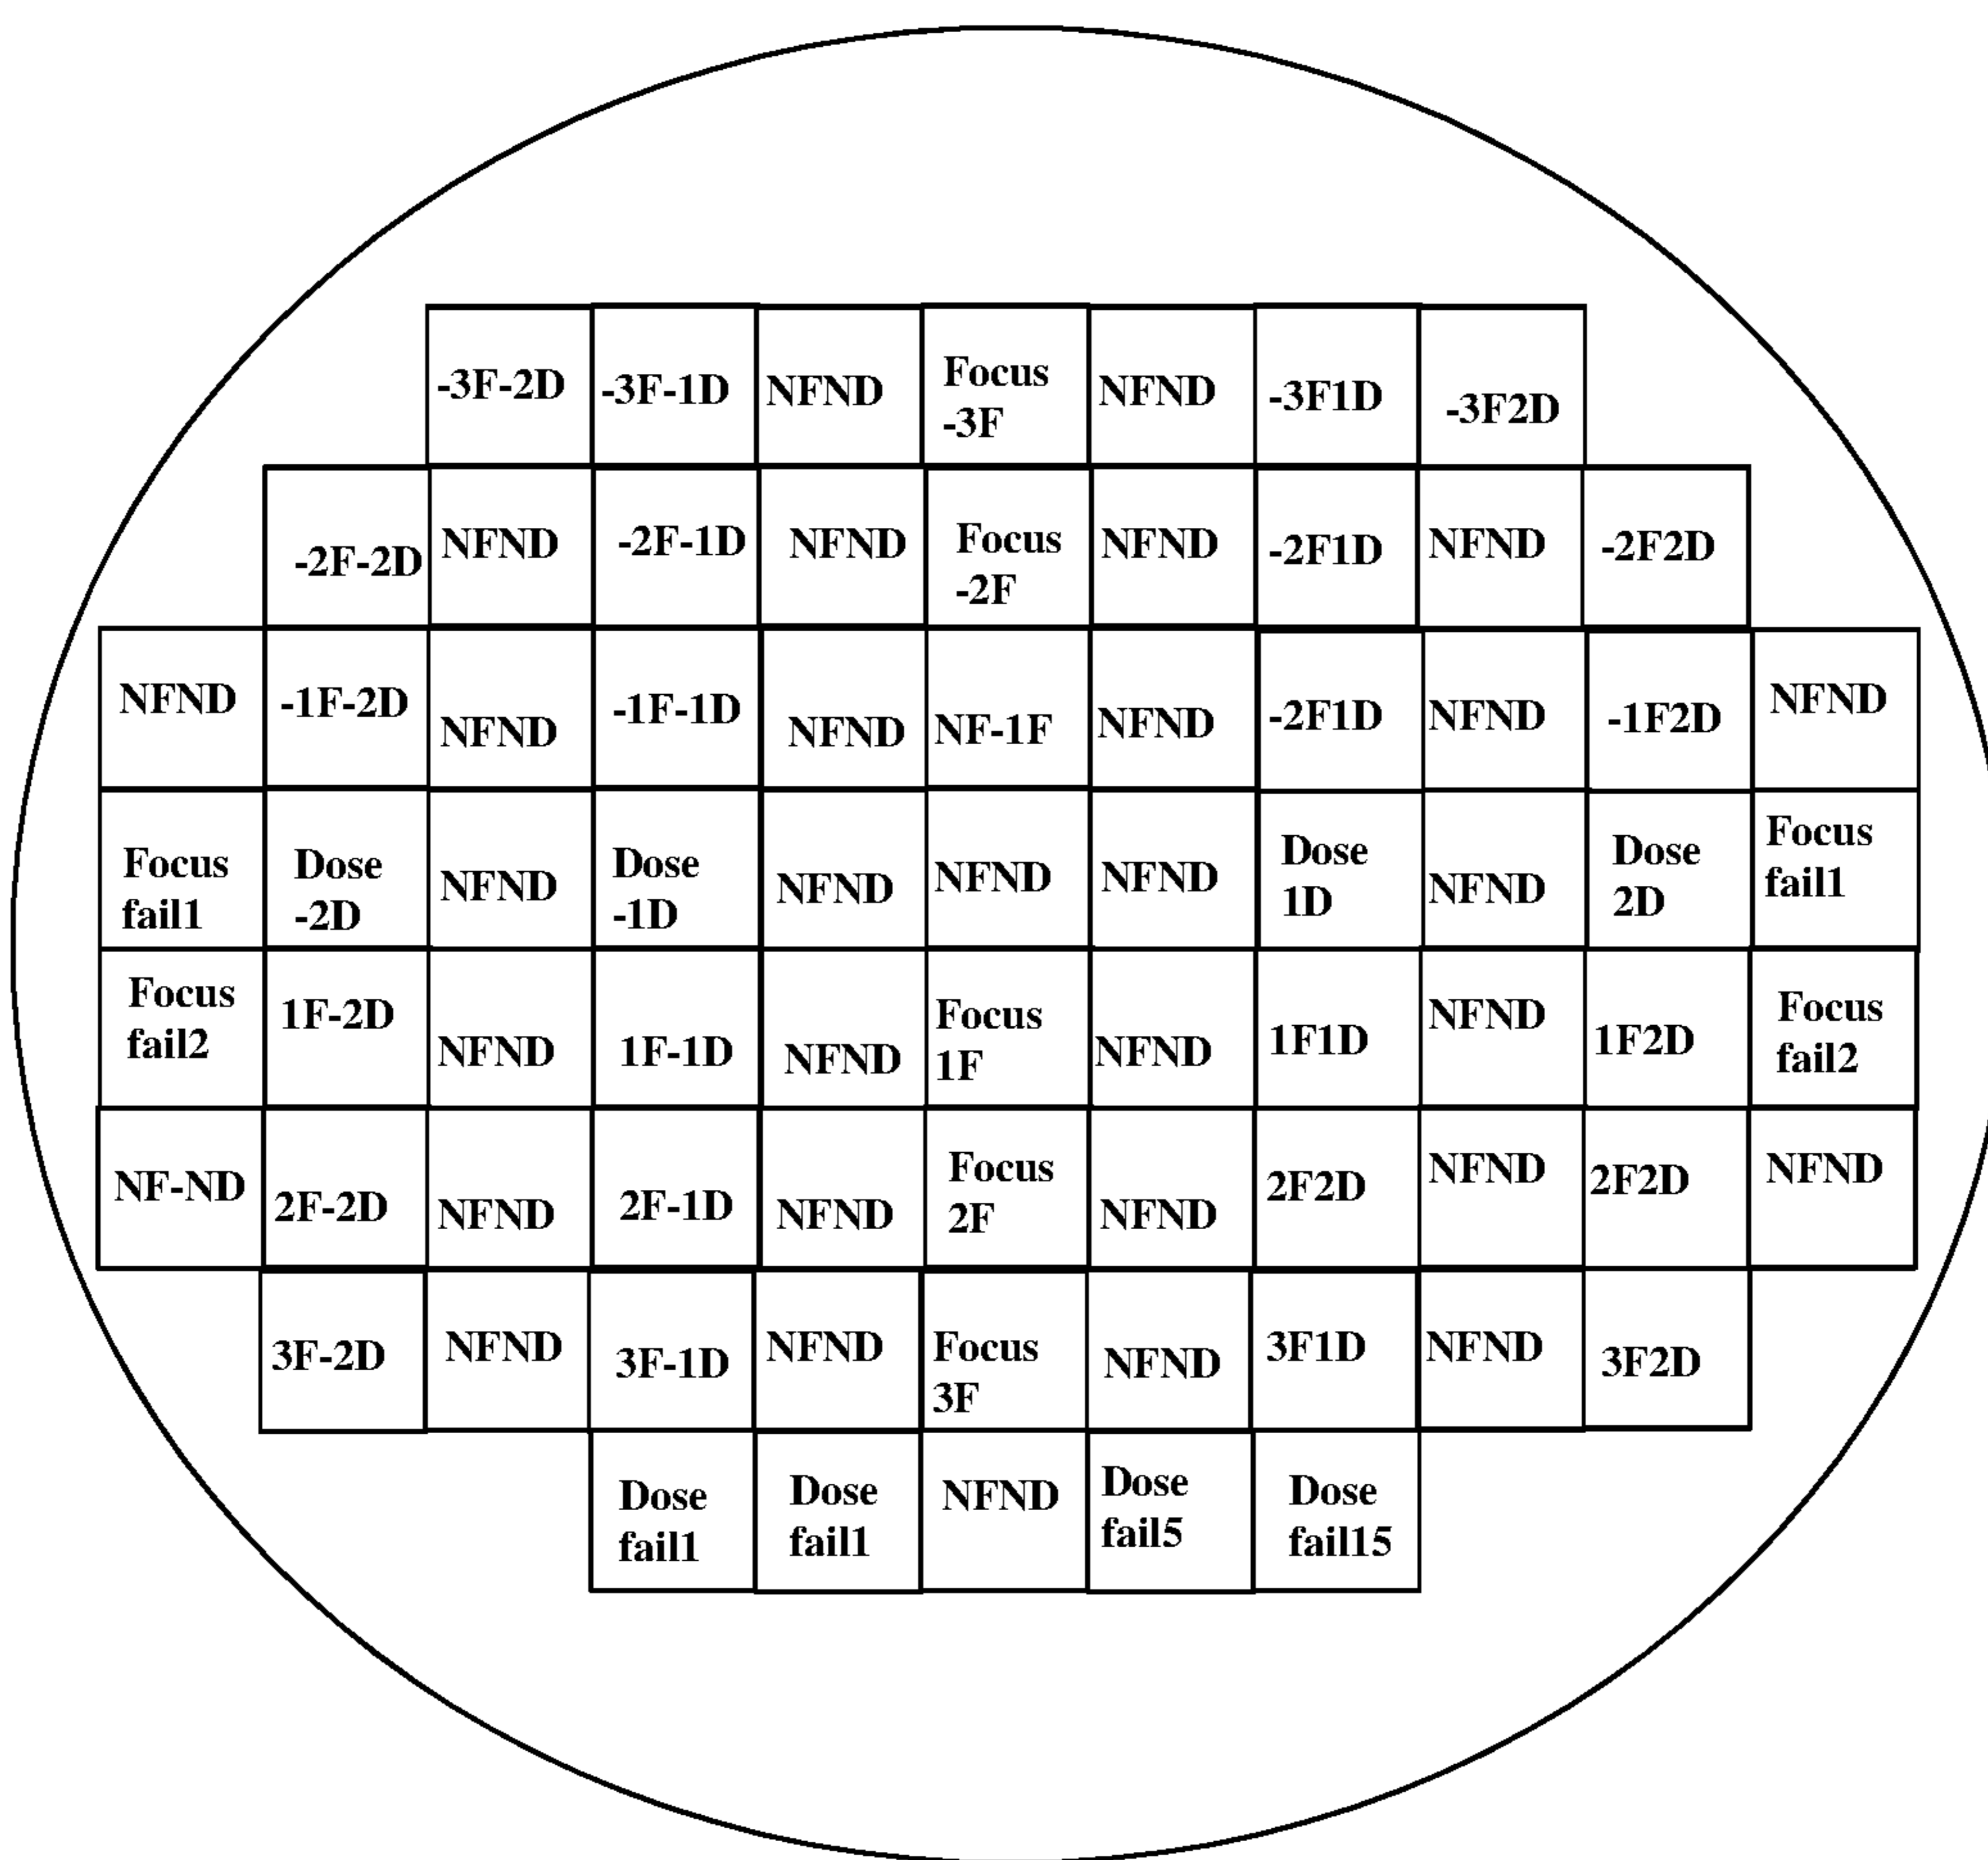 -3F-2D -3F-1D NFND Focus -3F NFND -3F1D -3F2D
-2F-2D NFND -2F-1D NFND Focus -2F NFND -2F1D NFND -2F2D
NFND -1F-2D NFND -1F-1D NFND NF-1F NFND -2F1D NFND -1F2D NFND
Focus fail1 Dose -2D NFND Dose -1D NFND NFND NFND Dose 1D NFND Dose 2D Focus fail1
Focus fail2 1F-2D NFND 1F-1D NFND Focus 1F NFND 1F1D NFND 1F2D Focus fail2
NF-ND 2F-2D NFND 2F-1D NFND Focus 2F NFND 2F2D NFND 2F2D NFND
3F-2D NFND 3F-1D NFND Focus 3F NFND 3F1D NFND 3F2D
Dose fail1 Dose fail1 NFND Dose fail5 Dose fail15